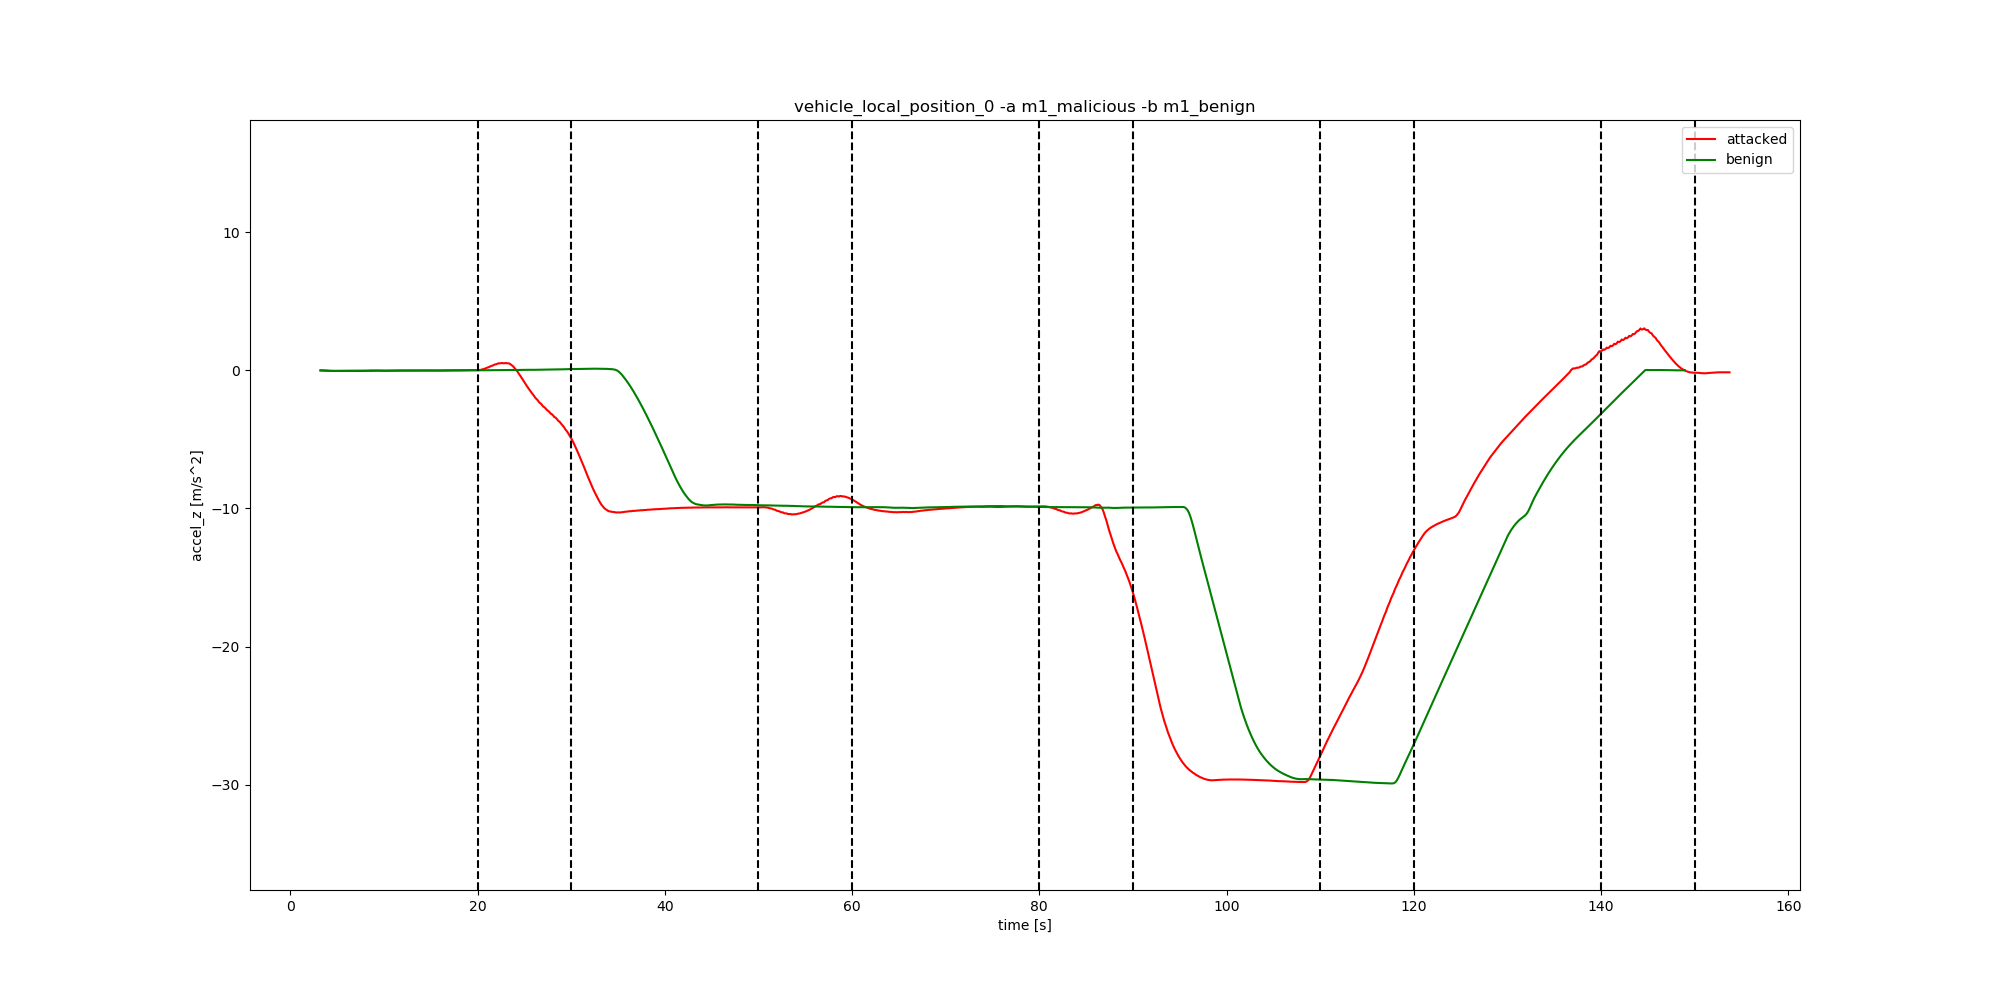 vehicle_local_position_0 -a m1_malicious -b m1_benign
attacked
benign
accel_z [m/s^2]
10
0
−10
−20
−30
0 20 40 60 80 100 120 140 160
time [s]